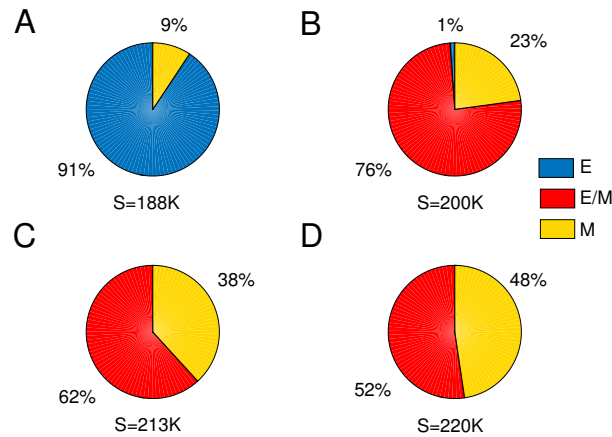 A
9%
91%
S=188K
B
1%
23%
76%
S=200K
E
E/M
M
C
38%
62%
S=213K
D
48%
52%
S=220K